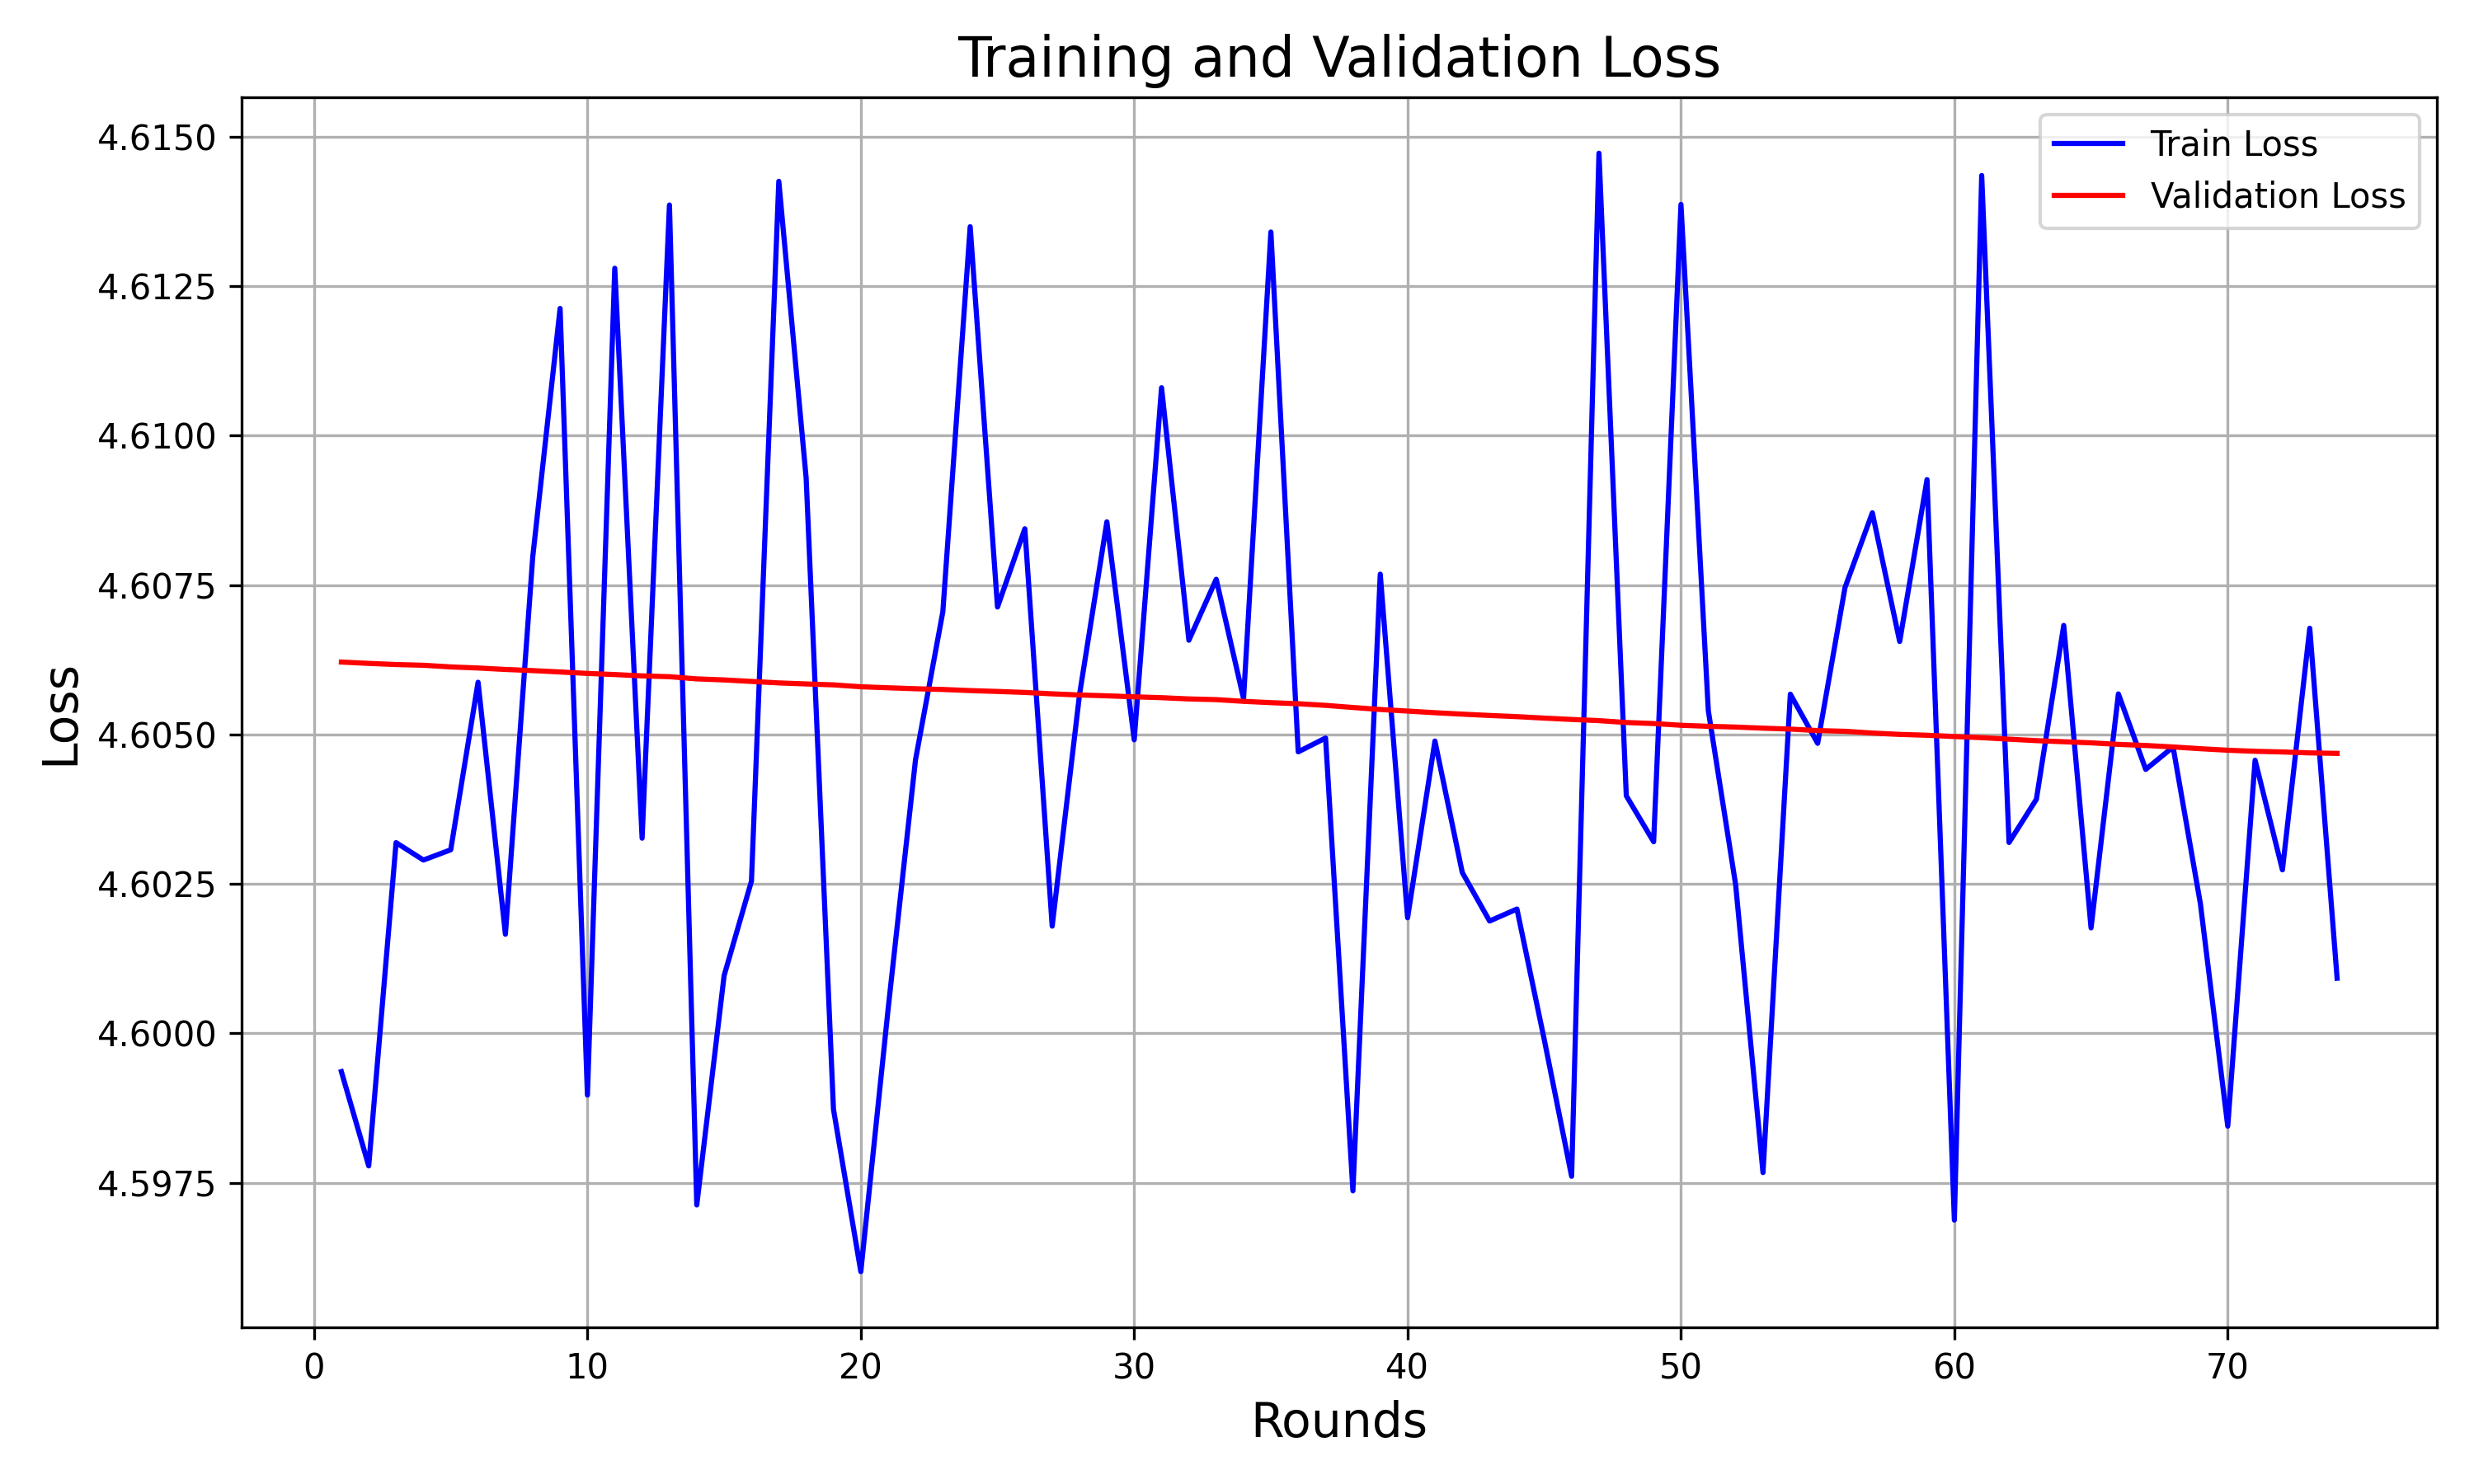 Training and Validation Loss
4.6150
4.6125
4.6100
4.6075
4.6050
4.6025
4.6000
4.5975
Loss
Train Loss
Validation Loss
0 10 20 30 40 50 60 70
Rounds